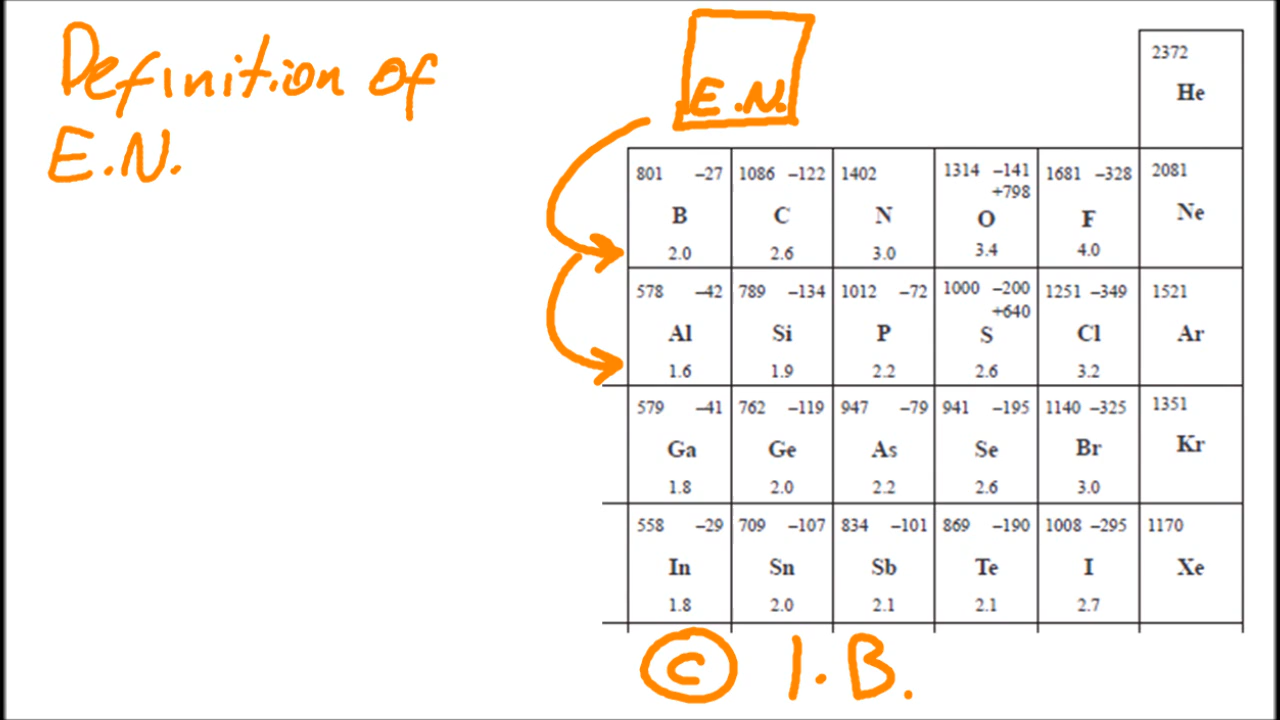 Definition of
E.N.
E.N.
2372
He
801 –27 1086 –122 1402 1314 –141 1681 –328 2081
+798
B C N O F Ne
2.0 2.6 3.0 3.4 4.0
578 –42 789 –134 1012 –72 1000 –200 1251 –349 1521
+640
Al Si P S Cl Ar
1.6 1.9 2.2 2.6 3.2
579 –41 762 –119 947 –79 941 –195 1140 –325 1351
Ga Ge As Se Br Kr
1.8 2.0 2.2 2.6 3.0
558 –29 709 –107 834 –101 869 –190 1008 –295 1170
In Sn Sb Te I Xe
1.8 2.0 2.1 2.1 2.7
© I.B.